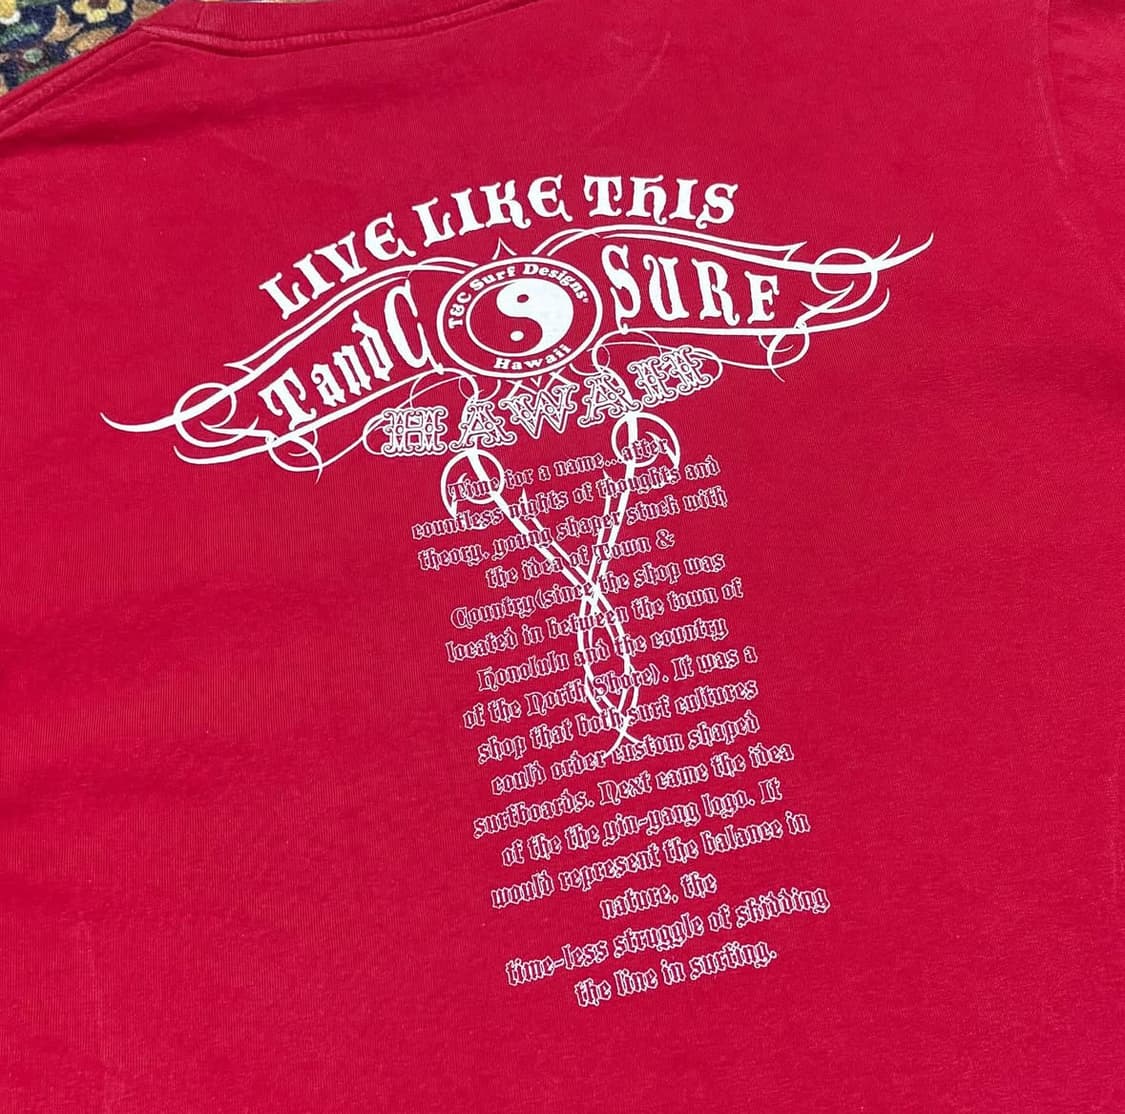 LIVE LIKE THIS
TandC SURF
T&C Surf Designs'
Hawaii
HAWAII
Time for a name...after
countless nights of thoughts and
theory, young shaper stuck with
the idea of Town &
Country (since the shop was
located in between the town of
Honolulu and the country
of the North Shore). It was a
shop that both surf cultures
could order custom shaped
surfboards. Next came the idea
of the the yin-yang logo. It
would represent the balance in
nature, the
time-less struggle of skidding
the line in surfing.